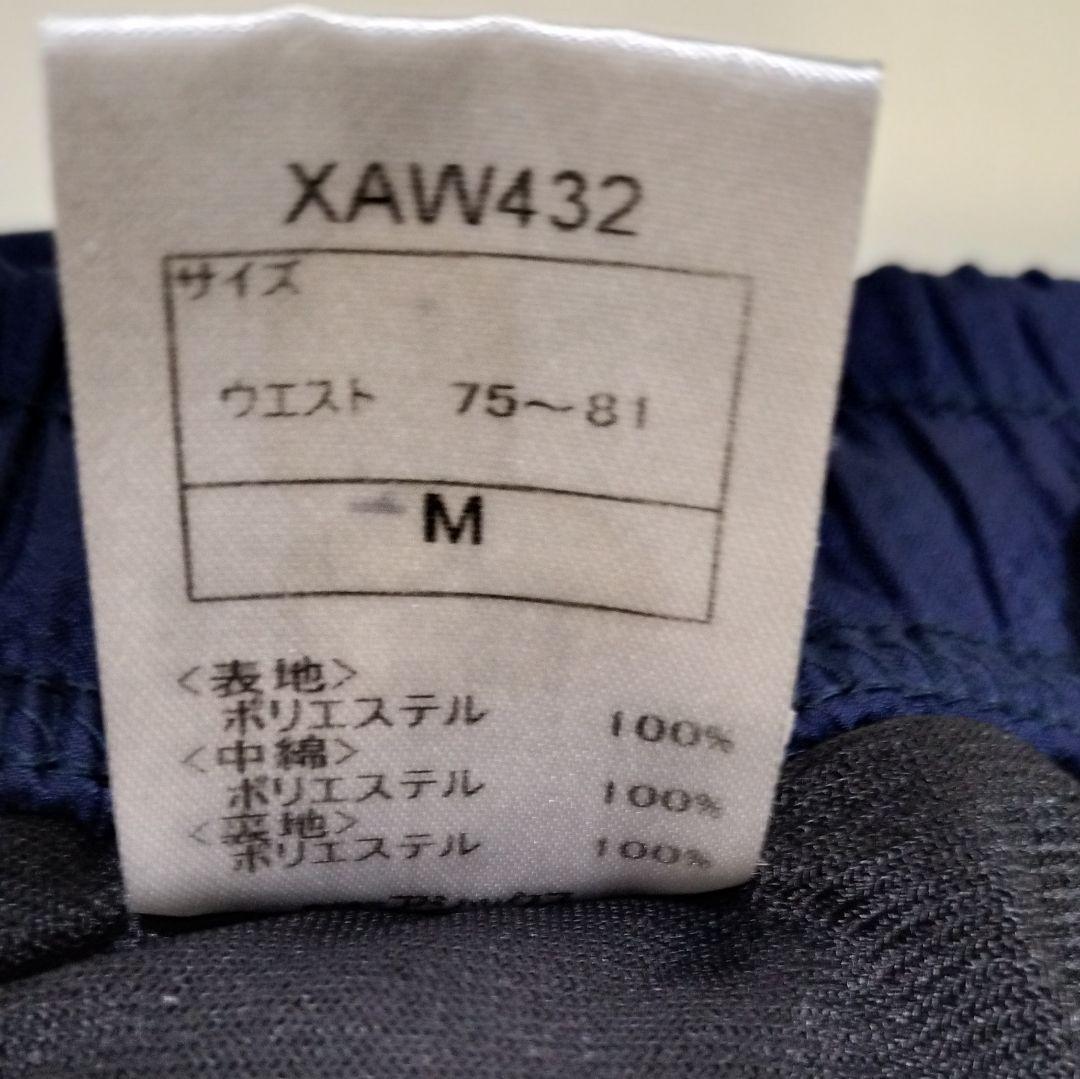 XAW432
サイズ
ウエスト 75～81
M
<表地>
ポリエステル 100%
<中綿>
ポリエステル 100%
<裏地>
ポリエステル 100%